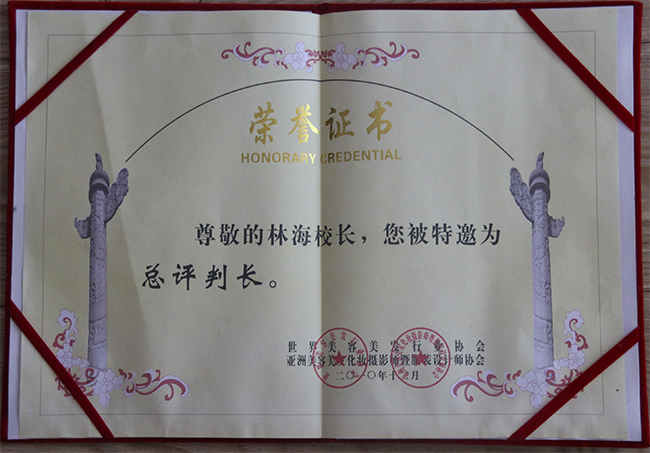 荣誉证书
HONORARY CREDENTIAL
尊敬的林海校长，您被特邀为
总评判长。
世界美容美发行业协会
亚洲美容美发化妆摄影师暨服装设计师协会
二〇一〇年十二月